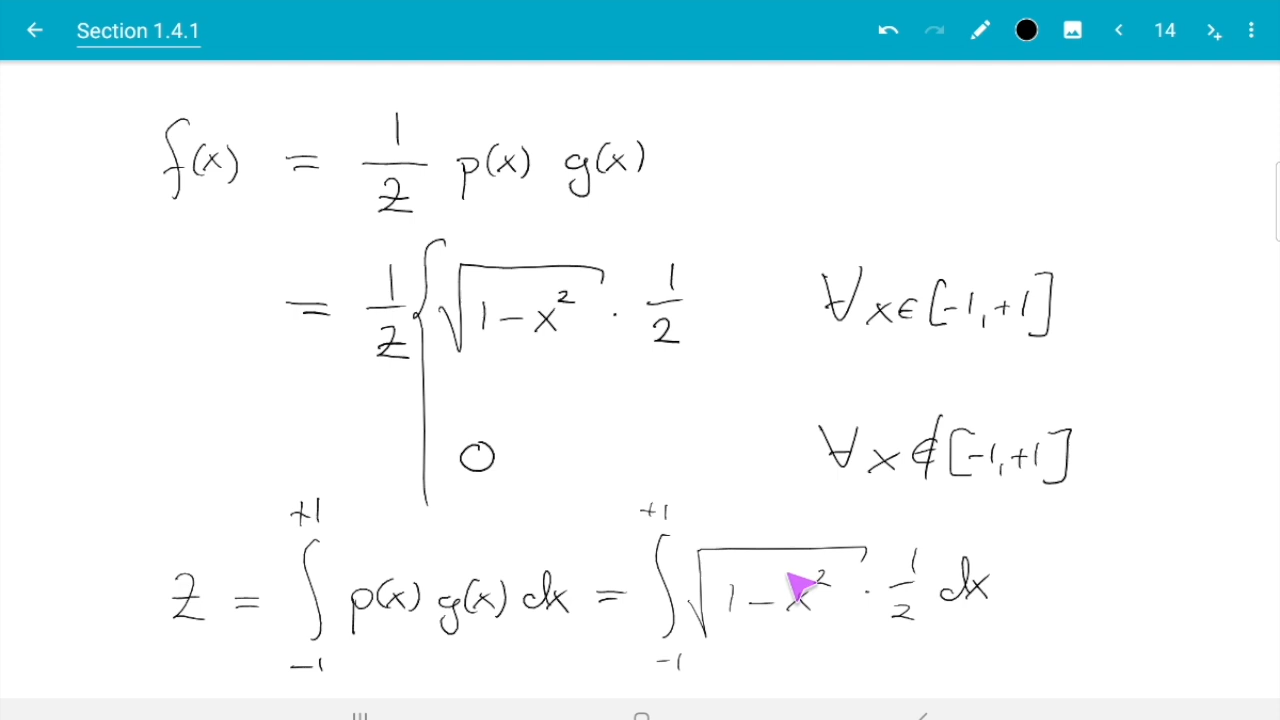 Section 1.4.1
14
f(x) = 1/Z p(x) g(x)
= 1/Z { √(1-x²) · 1/2 ∀x∈[-1,+1]
0 ∀x∉[-1,+1]
Z = ∫₋₁⁺¹ p(x) g(x) dx = ∫₋₁⁺¹ √(1-x²) · 1/2 dx